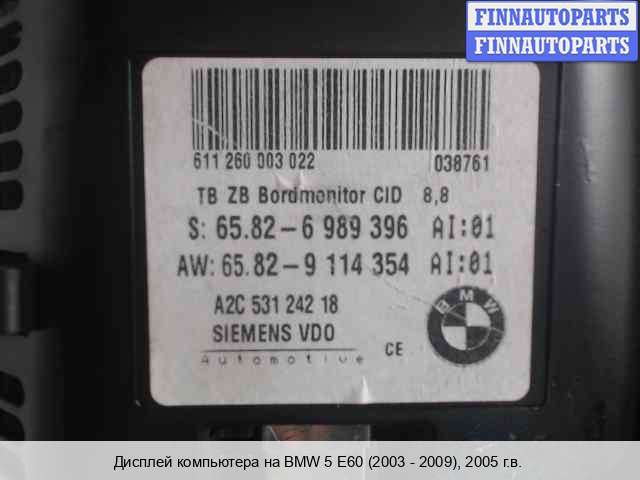 FINNAUTOPARTS
FINNAUTOPARTS
611 260 003 022 038761
TB ZB Bordmonitor CID 8,8
S: 65.82-6 989 396 AI:01
AW: 65.82-9 114 354 AI:01
A2C 531 242 18
SIEMENS VDO
Automotive CE
BMW
Дисплей компьютера на BMW 5 E60 (2003 - 2009), 2005 г.в.